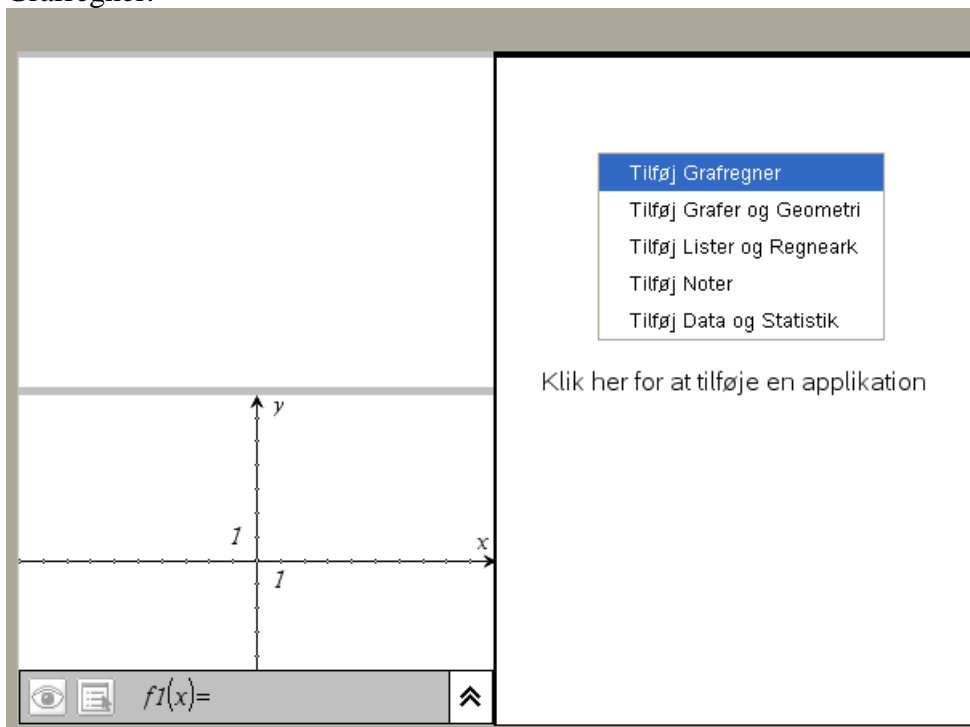 Grafregner.
Tilføj Grafregner
Tilføj Grafer og Geometri
Tilføj Lister og Regneark
Tilføj Noter
Tilføj Data og Statistik
Klik her for at tilføje en applikation
y
1
x
1
f1(x)=